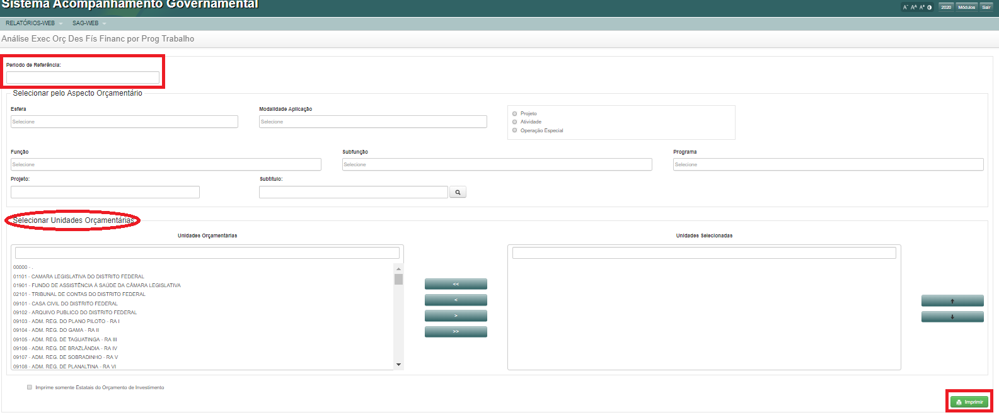 Sistema Acompanhamento Governamental
A- AA A+ 2020 Módulos Sair
RELATÓRIOS-WEB SAG-WEB
Análise Exec Orç Des Fís Financ por Prog Trabalho
Período de Referência:
Selecionar pelo Aspecto Orçamentário
Esfera Modalidade Aplicação
Selecione Selecione
Projeto
Atividade
Operação Especial
Função Subfunção Programa
Selecione Selecione Selecione
Projeto: Subtítulo:
Selecionar Unidades Orçamentárias
Unidades Orçamentárias Unidades Selecionadas
00000 - .
01101 - CAMARA LEGISLATIVA DO DISTRITO FEDERAL
01901 - FUNDO DE ASSISTÊNCIA À SAÚDE DA CÂMARA LEGISLATIVA
02101 - TRIBUNAL DE CONTAS DO DISTRITO FEDERAL
09101 - CASA CIVIL DO DISTRITO FEDERAL
09102 - ARQUIVO PUBLICO DO DISTRITO FEDERAL
09103 - ADM. REG. DO PLANO PILOTO - RA I
09104 - ADM. REG. DO GAMA - RA II
09105 - ADM. REG. DE TAGUATINGA - RA III
09106 - ADM. REG. DE BRAZLÂNDIA - RA IV
09107 - ADM. REG. DE SOBRADINHO - RA V
09108 - ADM. REG. DE PLANALTINA - RA VI
<<
<
>
>>
Imprime somente Estatais do Orçamento de Investimento
Imprimir